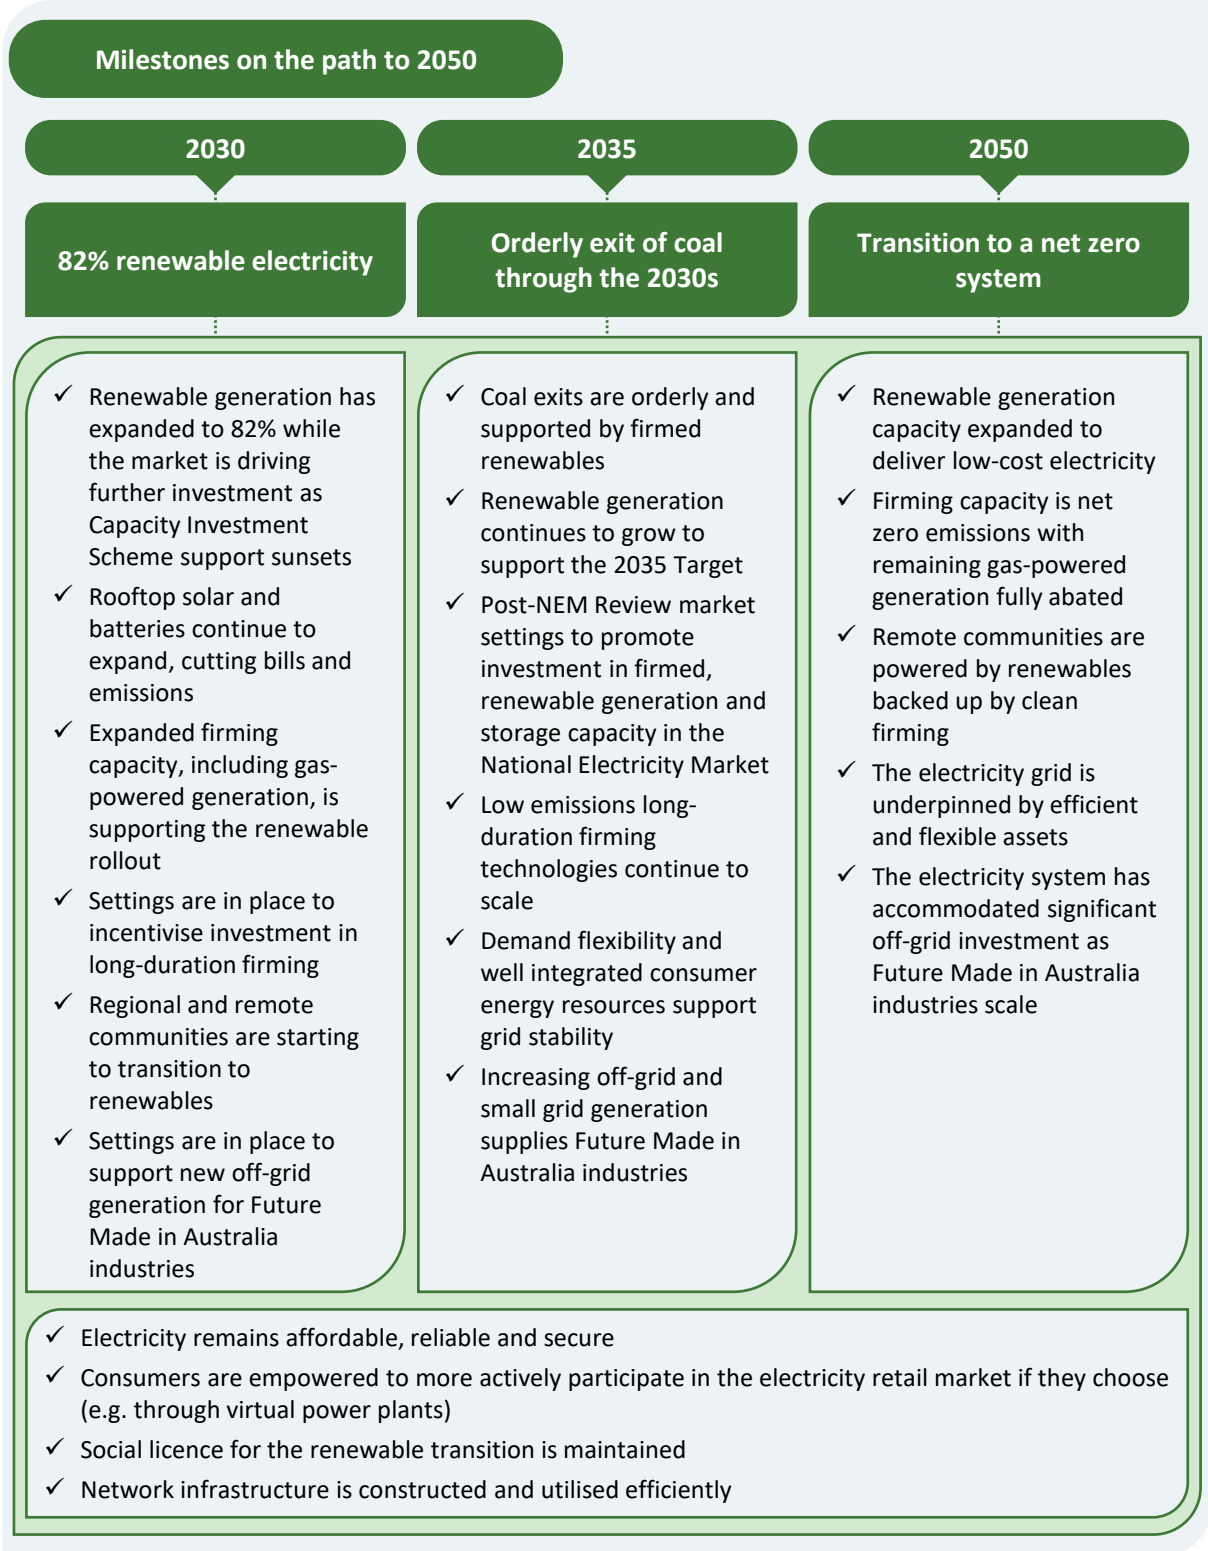 Milestones on the path to 2050
2030
82% renewable electricity
✓ Renewable generation has
expanded to 82% while
the market is driving
further investment as
Capacity Investment
Scheme support sunsets
✓ Rooftop solar and
batteries continue to
expand, cutting bills and
emissions
✓ Expanded firming
capacity, including gas-
powered generation, is
supporting the renewable
rollout
✓ Settings are in place to
incentivise investment in
long-duration firming
✓ Regional and remote
communities are starting
to transition to
renewables
✓ Settings are in place to
support new off-grid
generation for Future
Made in Australia
industries
2035
Orderly exit of coal
through the 2030s
✓ Coal exits are orderly and
supported by firmed
renewables
✓ Renewable generation
continues to grow to
support the 2035 Target
✓ Post-NEM Review market
settings to promote
investment in firmed,
renewable generation and
storage capacity in the
National Electricity Market
✓ Low emissions long-
duration firming
technologies continue to
scale
✓ Demand flexibility and
well integrated consumer
energy resources support
grid stability
✓ Increasing off-grid and
small grid generation
supplies Future Made in
Australia industries
2050
Transition to a net zero
system
✓ Renewable generation
capacity expanded to
deliver low-cost electricity
✓ Firming capacity is net
zero emissions with
remaining gas-powered
generation fully abated
✓ Remote communities are
powered by renewables
backed up by clean
firming
✓ The electricity grid is
underpinned by efficient
and flexible assets
✓ The electricity system has
accommodated significant
off-grid investment as
Future Made in Australia
industries scale
✓ Electricity remains affordable, reliable and secure
✓ Consumers are empowered to more actively participate in the electricity retail market if they choose
(e.g. through virtual power plants)
✓ Social licence for the renewable transition is maintained
✓ Network infrastructure is constructed and utilised efficiently